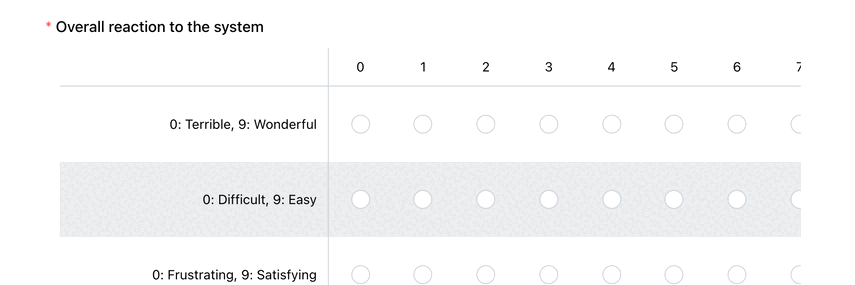 * Overall reaction to the system
0 1 2 3 4 5 6 7
0: Terrible, 9: Wonderful
0: Difficult, 9: Easy
0: Frustrating, 9: Satisfying